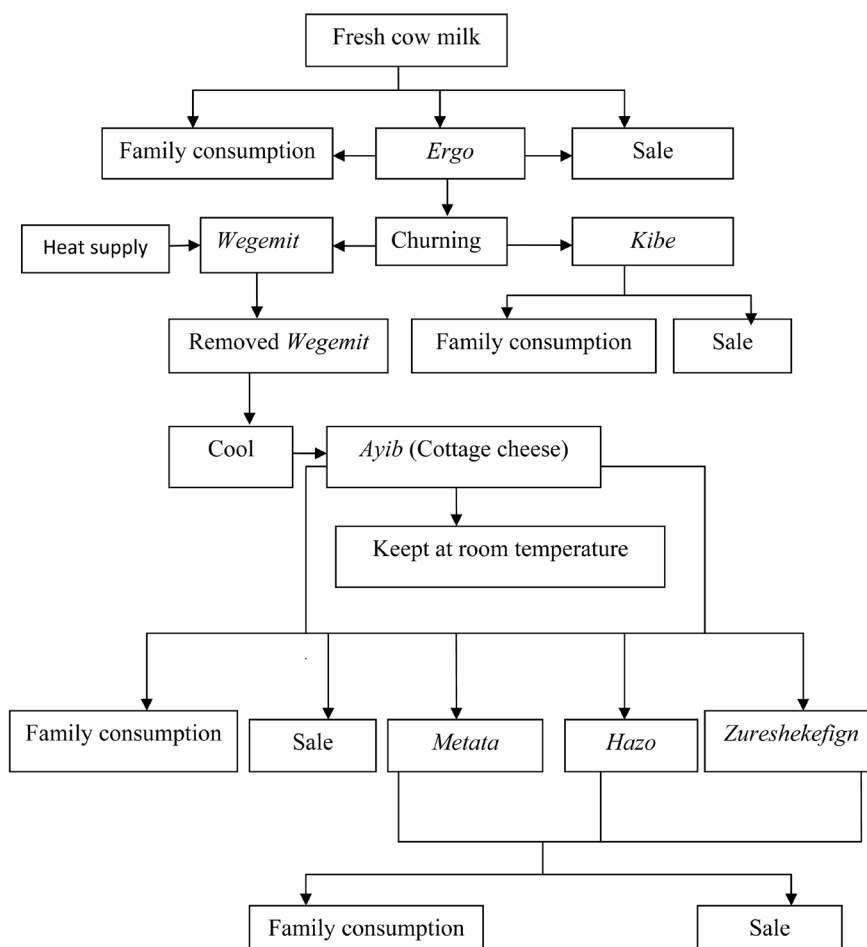 Fresh cow milk
Family consumption
Ergo
Sale
Heat supply
Wegemit
Churning
Kibe
Removed Wegemit
Family consumption
Sale
Cool
Ayib (Cottage cheese)
Keept at room temperature
Family consumption
Sale
Metata
Hazo
Zureshekefign
Family consumption
Sale